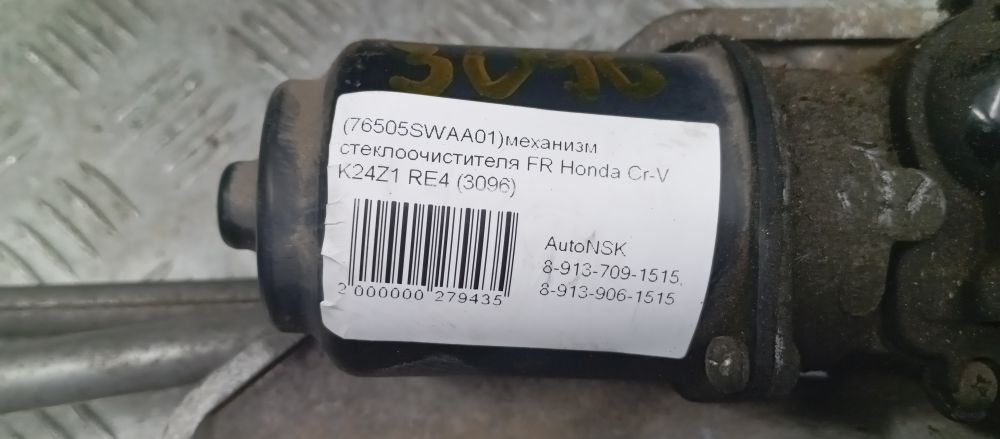 3096
(76505SWAA01)механизм
стеклоочистителя FR Honda Cr-V
K24Z1 RE4 (3096)
2 000000 279435
AutoNSK
8-913-709-1515,
8-913-906-1515